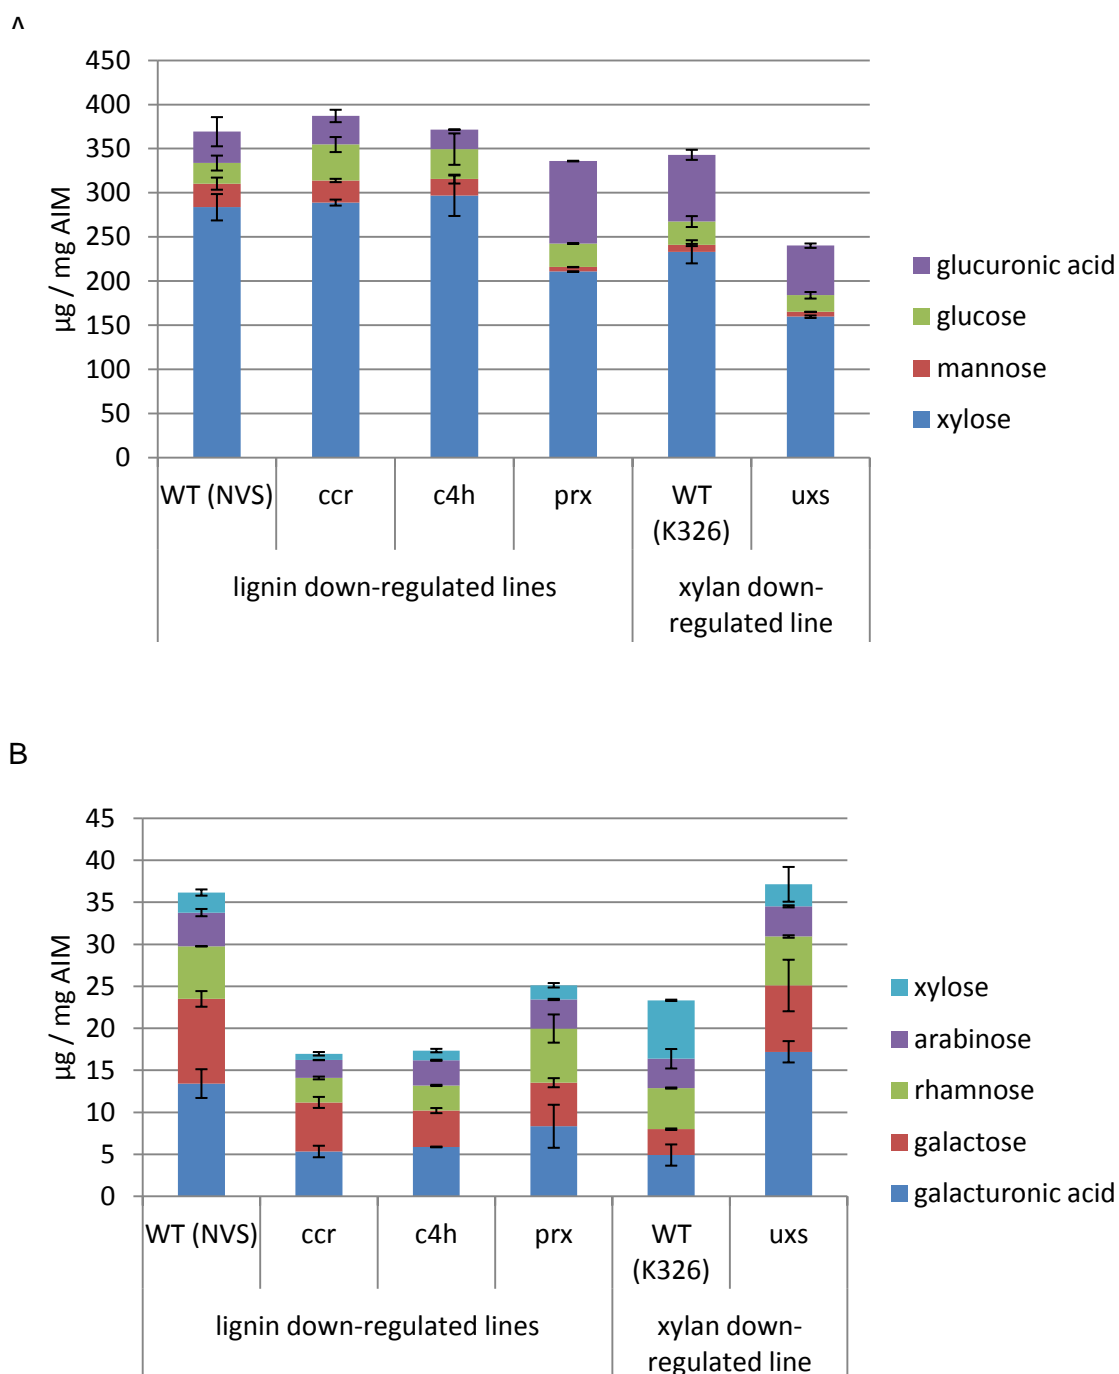 A
450
400
350
300
250
200
150
100
50
0
µg / mg AIM
glucuronic acid
glucose
mannose
xylose
WT (NVS) ccr c4h prx WT (K326) uxs
lignin down-regulated lines
xylan down-
regulated line
B
45
40
35
30
25
20
15
10
5
0
µg / mg AIM
xylose
arabinose
rhamnose
galactose
galacturonic acid
WT (NVS) ccr c4h prx WT (K326) uxs
lignin down-regulated lines
xylan down-
regulated line